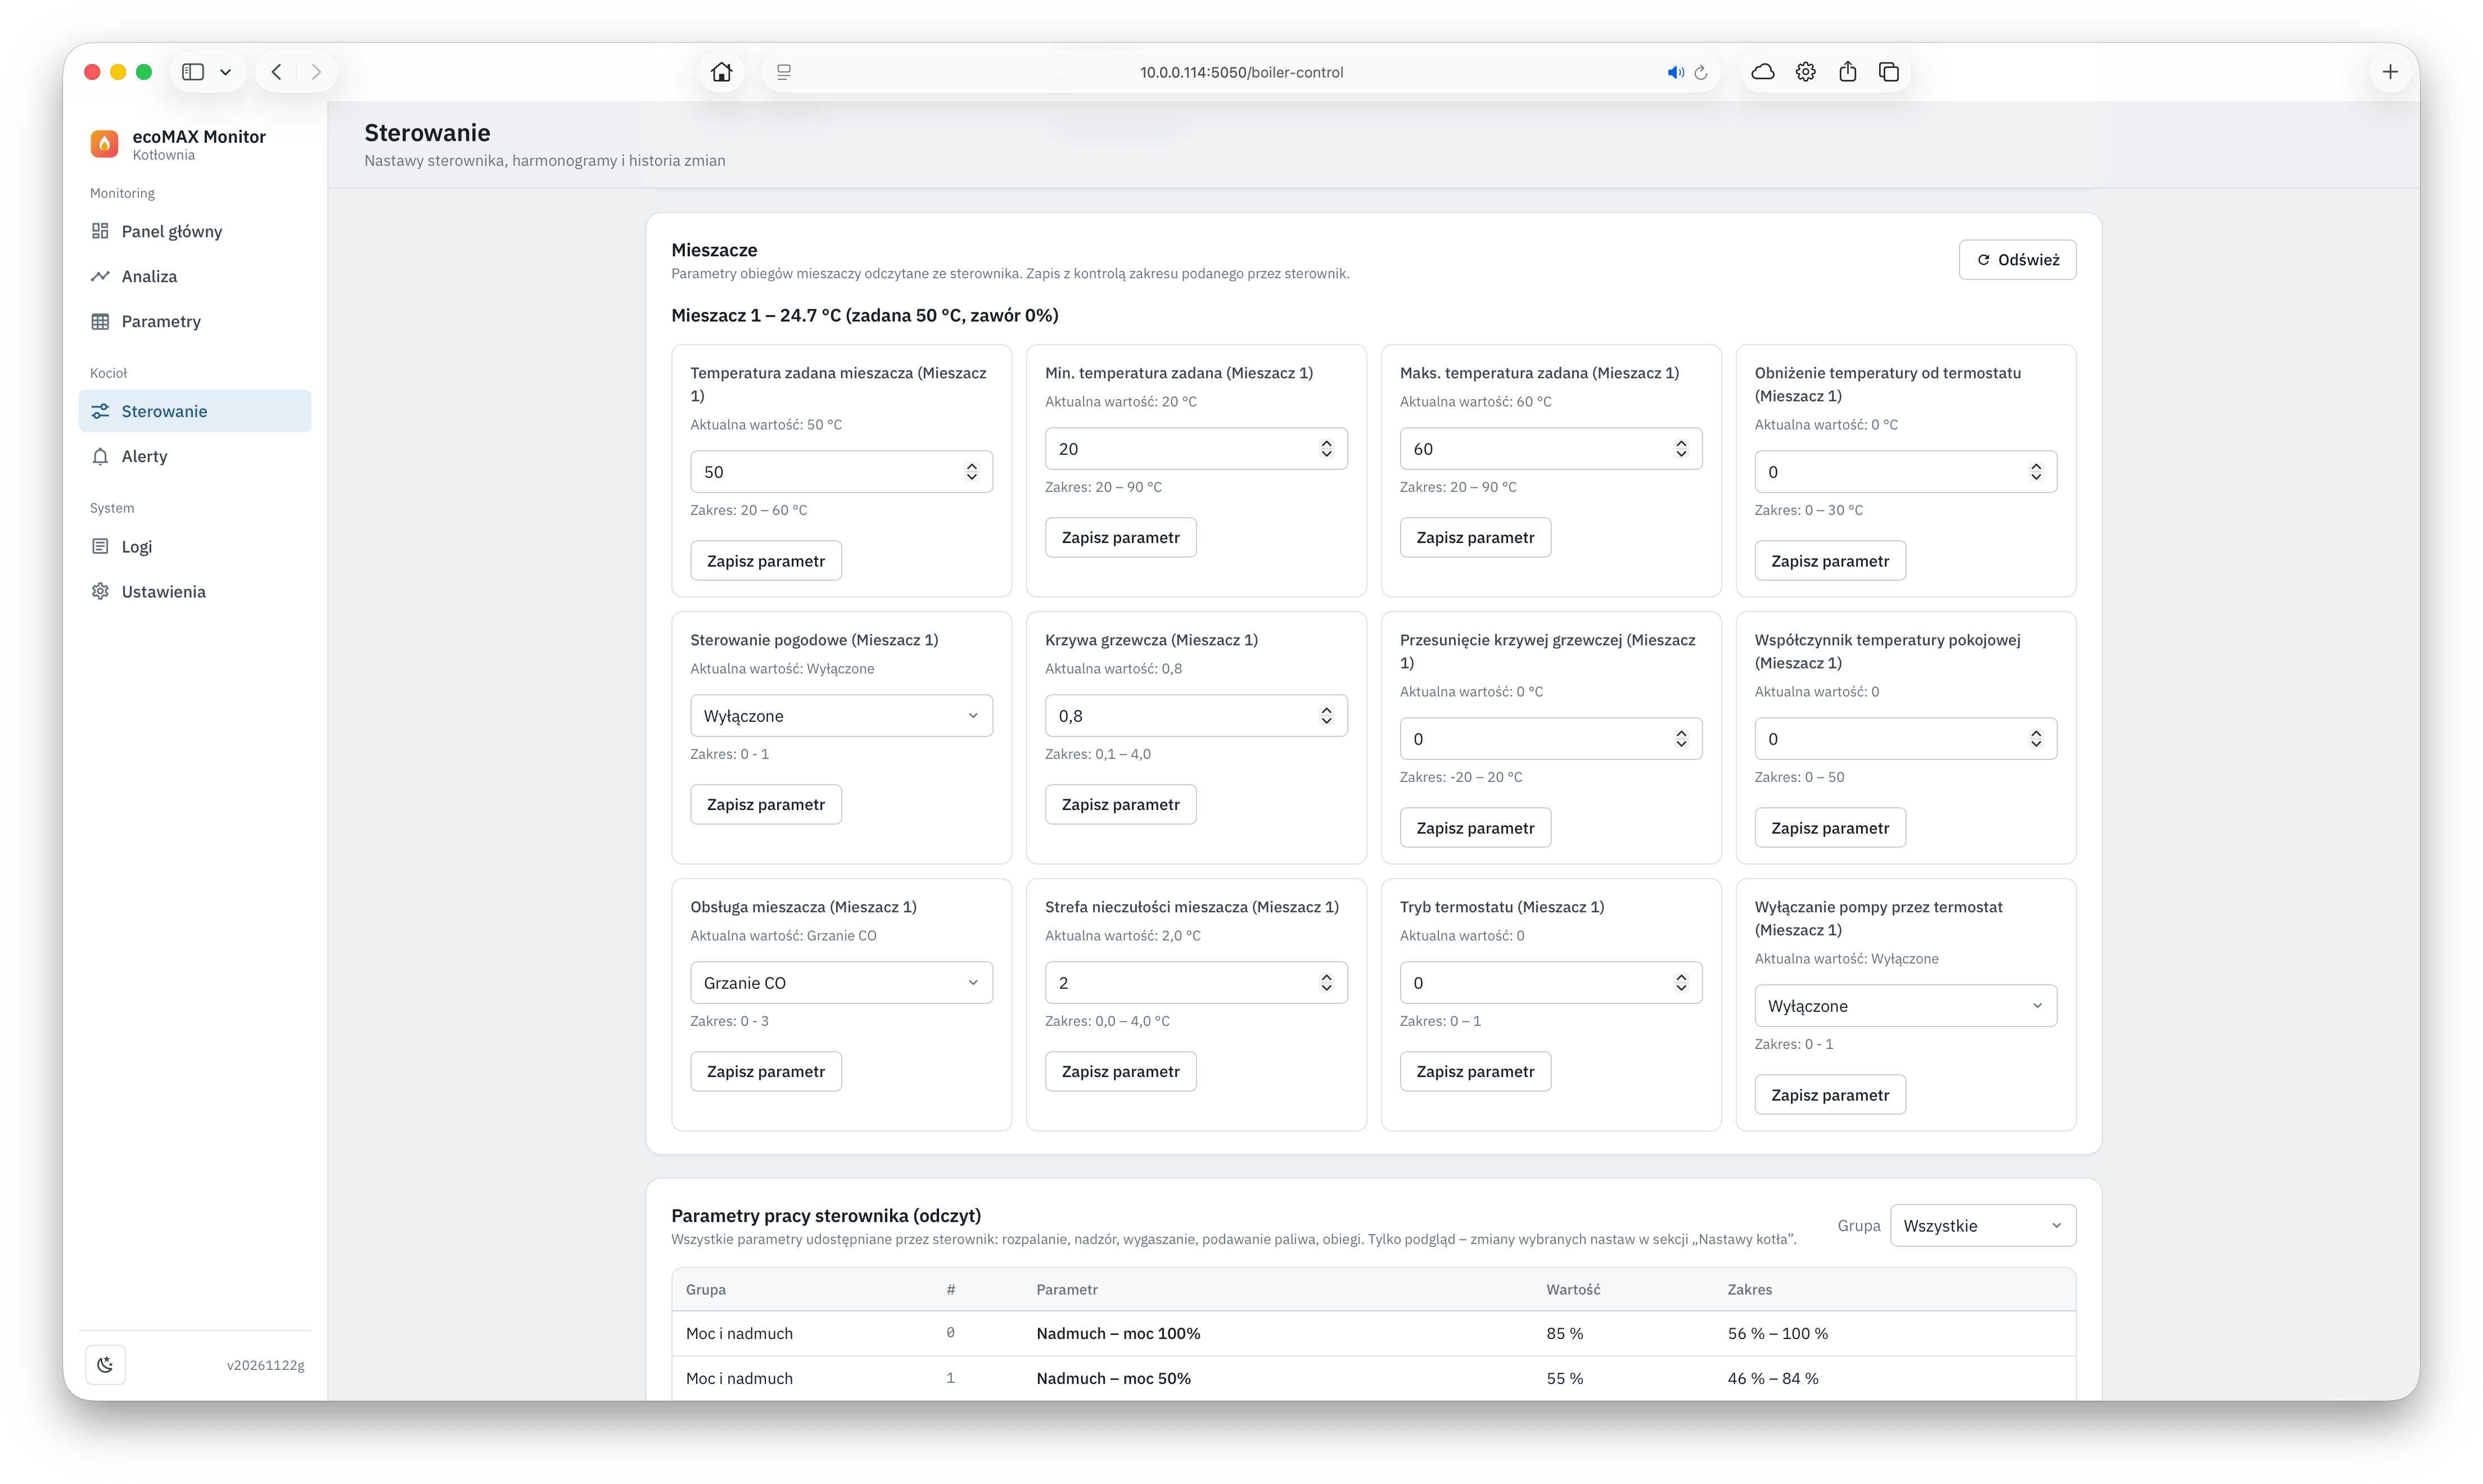 10.0.0.114:5050/boiler-control
ecoMAX Monitor
Kotłownia
Monitoring
Panel główny
Analiza
Parametry
Kocioł
Sterowanie
Alerty
System
Logi
Ustawienia
v20261122g
Sterowanie
Nastawy sterownika, harmonogramy i historia zmian
Mieszacze
Parametry obiegów mieszaczy odczytane ze sterownika. Zapis z kontrolą zakresu podanego przez sterownik.
Odśwież
Mieszacz 1 – 24.7 °C (zadana 50 °C, zawór 0%)
Temperatura zadana mieszacza (Mieszacz
1)
Aktualna wartość: 50 °C
50
Zakres: 20 – 60 °C
Zapisz parametr
Min. temperatura zadana (Mieszacz 1)
Aktualna wartość: 20 °C
20
Zakres: 20 – 90 °C
Zapisz parametr
Maks. temperatura zadana (Mieszacz 1)
Aktualna wartość: 60 °C
60
Zakres: 20 – 90 °C
Zapisz parametr
Obniżenie temperatury od termostatu
(Mieszacz 1)
Aktualna wartość: 0 °C
0
Zakres: 0 – 30 °C
Zapisz parametr
Sterowanie pogodowe (Mieszacz 1)
Aktualna wartość: Wyłączone
Wyłączone
Zakres: 0 - 1
Zapisz parametr
Krzywa grzewcza (Mieszacz 1)
Aktualna wartość: 0,8
0,8
Zakres: 0,1 – 4,0
Zapisz parametr
Przesunięcie krzywej grzewczej (Mieszacz
1)
Aktualna wartość: 0 °C
0
Zakres: -20 – 20 °C
Zapisz parametr
Współczynnik temperatury pokojowej
(Mieszacz 1)
Aktualna wartość: 0
0
Zakres: 0 – 50
Zapisz parametr
Obsługa mieszacza (Mieszacz 1)
Aktualna wartość: Grzanie CO
Grzanie CO
Zakres: 0 - 3
Zapisz parametr
Strefa nieczułości mieszacza (Mieszacz 1)
Aktualna wartość: 2,0 °C
2
Zakres: 0,0 – 4,0 °C
Zapisz parametr
Tryb termostatu (Mieszacz 1)
Aktualna wartość: 0
0
Zakres: 0 – 1
Zapisz parametr
Wyłączanie pompy przez termostat
(Mieszacz 1)
Aktualna wartość: Wyłączone
Wyłączone
Zakres: 0 - 1
Zapisz parametr
Parametry pracy sterownika (odczyt)
Wszystkie parametry udostępniane przez sterownik: rozpalanie, nadzór, wygaszanie, podawanie paliwa, obiegi. Tylko podgląd – zmiany wybranych nastaw w sekcji „Nastawy kotła”.
Grupa Wszystkie
Grupa # Parametr Wartość Zakres
Moc i nadmuch 0 Nadmuch – moc 100% 85 % 56 % – 100 %
Moc i nadmuch 1 Nadmuch – moc 50% 55 % 46 % – 84 %